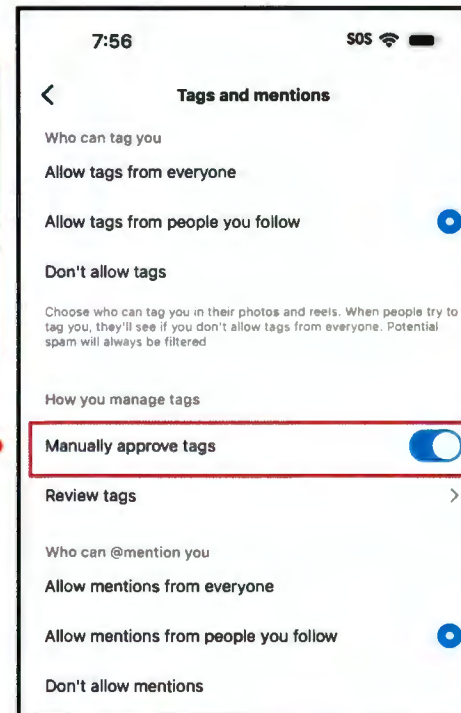 7:56 SOS
Tags and mentions
Who can tag you
Allow tags from everyone
Allow tags from people you follow
Don't allow tags
Choose who can tag you in their photos and reels. When people try to
tag you, they'll see if you don't allow tags from everyone. Potential
spam will always be filtered
How you manage tags
Manually approve tags
Review tags
Who can @mention you
Allow mentions from everyone
Allow mentions from people you follow
Don't allow mentions